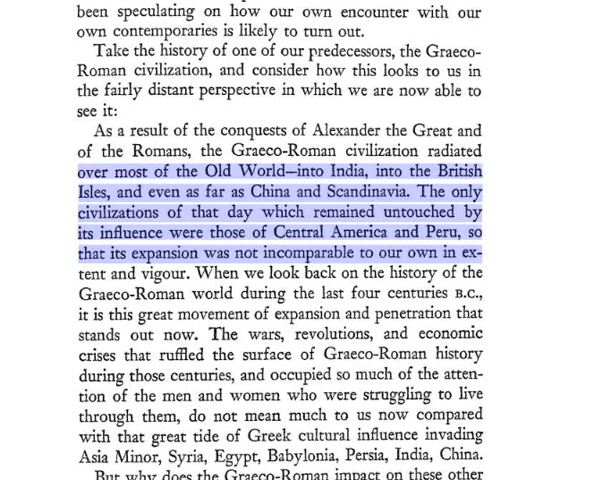 been speculating on how our own encounter with our
own contemporaries is likely to turn out.
Take the history of one of our predecessors, the Graeco-
Roman civilization, and consider how this looks to us in
the fairly distant perspective in which we are now able to
see it:
As a result of the conquests of Alexander the Great and
of the Romans, the Graeco-Roman civilization radiated
over most of the Old World—into India, into the British
Isles, and even as far as China and Scandinavia. The only
civilizations of that day which remained untouched by
its influence were those of Central America and Peru, so
that its expansion was not incomparable to our own in ex-
tent and vigour. When we look back on the history of the
Graeco-Roman world during the last four centuries B.C.,
it is this great movement of expansion and penetration that
stands out now. The wars, revolutions, and economic
crises that ruffled the surface of Graeco-Roman history
during those centuries, and occupied so much of the atten-
tion of the men and women who were struggling to live
through them, do not mean much to us now compared
with that great tide of Greek cultural influence invading
Asia Minor, Syria, Egypt, Babylonia, Persia, India, China.
But why does the Graeco-Roman impact on these other